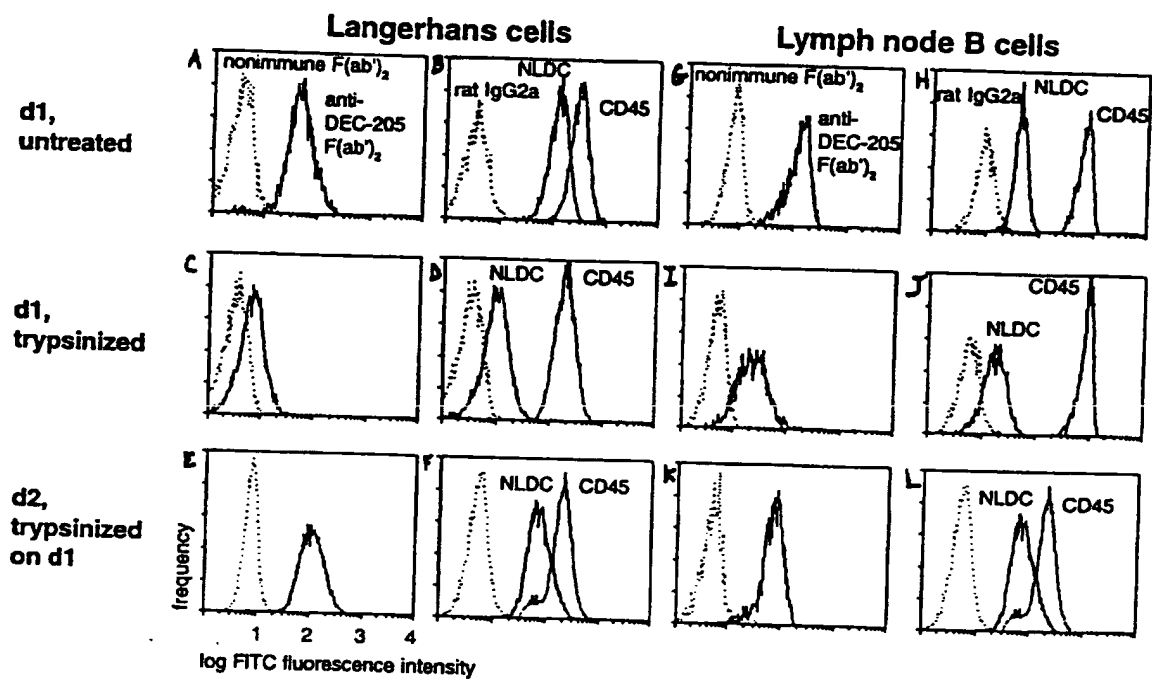 Langerhans cells
Lymph node B cells
d1,
untreated
A
nonimmune F(ab')₂
anti-
DEC-205
F(ab')₂
B
NLDC
rat IgG2a
CD45
G
nonimmune F(ab')₂
anti-
DEC-205
F(ab')₂
H
rat IgG2a
NLDC
CD45
d1,
trypsinized
C
D
NLDC
CD45
I
J
CD45
NLDC
d2,
trypsinized
on d1
E
frequency
1 2 3 4
log FITC fluorescence intensity
F
NLDC
CD45
K
L
NLDC
CD45